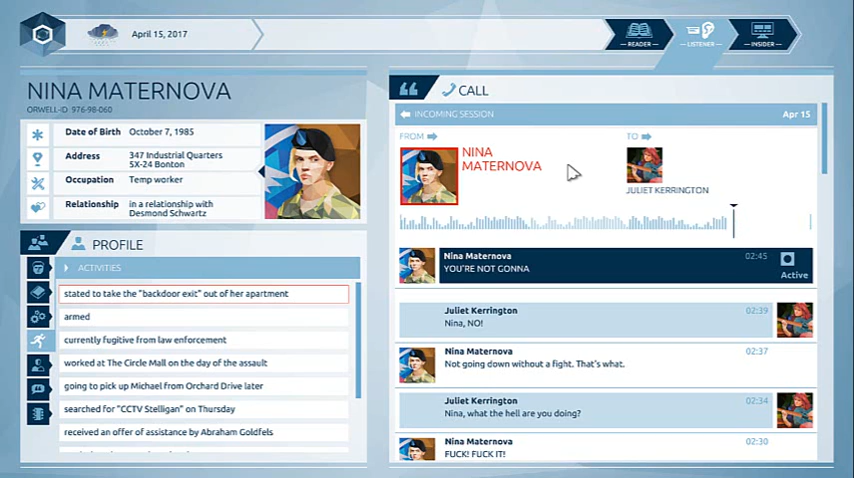 April 15, 2017
READER
LISTENER
INSIDER
NINA MATERNOVA
ORWELL-ID 976-98-060
Date of Birth October 7, 1985
Address 347 Industrial Quarters
SX-24 Bonton
Occupation Temp worker
Relationship in a relationship with
Desmond Schwartz
PROFILE
ACTIVITIES
stated to take the "backdoor exit" out of her apartment
armed
currently fugitive from law enforcement
worked at The Circle Mall on the day of the assault
going to pick up Michael from Orchard Drive later
searched for "CCTV Stelligan" on Thursday
received an offer of assistance by Abraham Goldfels
CALL
INCOMING SESSION Apr 15
FROM TO
NINA
MATERNOVA
JULIET KERRINGTON
Nina Maternova 02:45
YOU'RE NOT GONNA
Active
Juliet Kerrington 02:39
Nina, NO!
Nina Maternova 02:37
Not going down without a fight. That's what.
Juliet Kerrington 02:34
Nina, what the hell are you doing?
Nina Maternova 02:30
FUCK! FUCK IT!